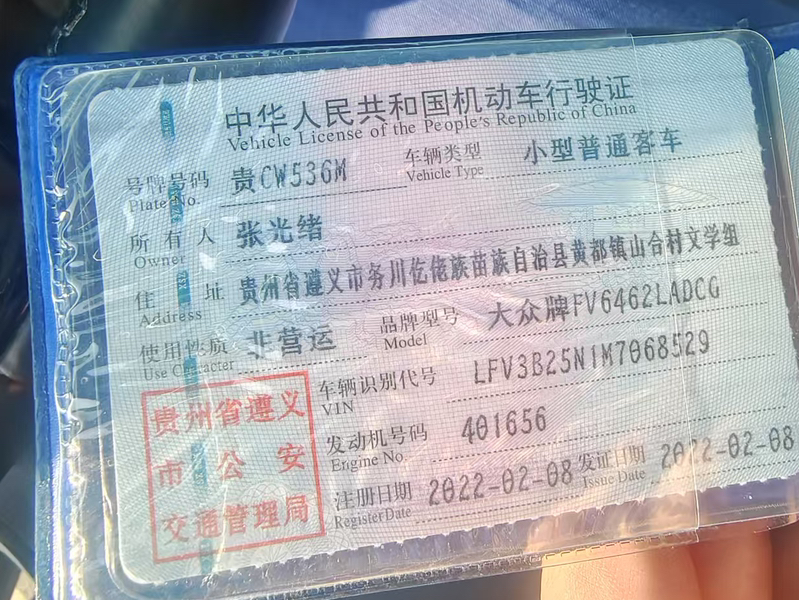 中华人民共和国机动车行驶证
Vehicle License of the People's Republic of China
号牌号码 贵CW536M 车辆类型 小型普通客车
Plate No. Vehicle Type
所有人 张光绪
Owner
住址 贵州省遵义市务川仡佬族苗族自治县黄都镇山合村文学组
Address
使用性质 非营运 品牌型号 大众牌FV6462LADCG
Use Character Model
车辆识别代号 LFV3B25N1M7068529
VIN
发动机号码 401656
Engine No.
注册日期 2022-02-08 发证日期 2022-02-08
Register Date Issue Date
贵州省遵义
市公安
交通管理局